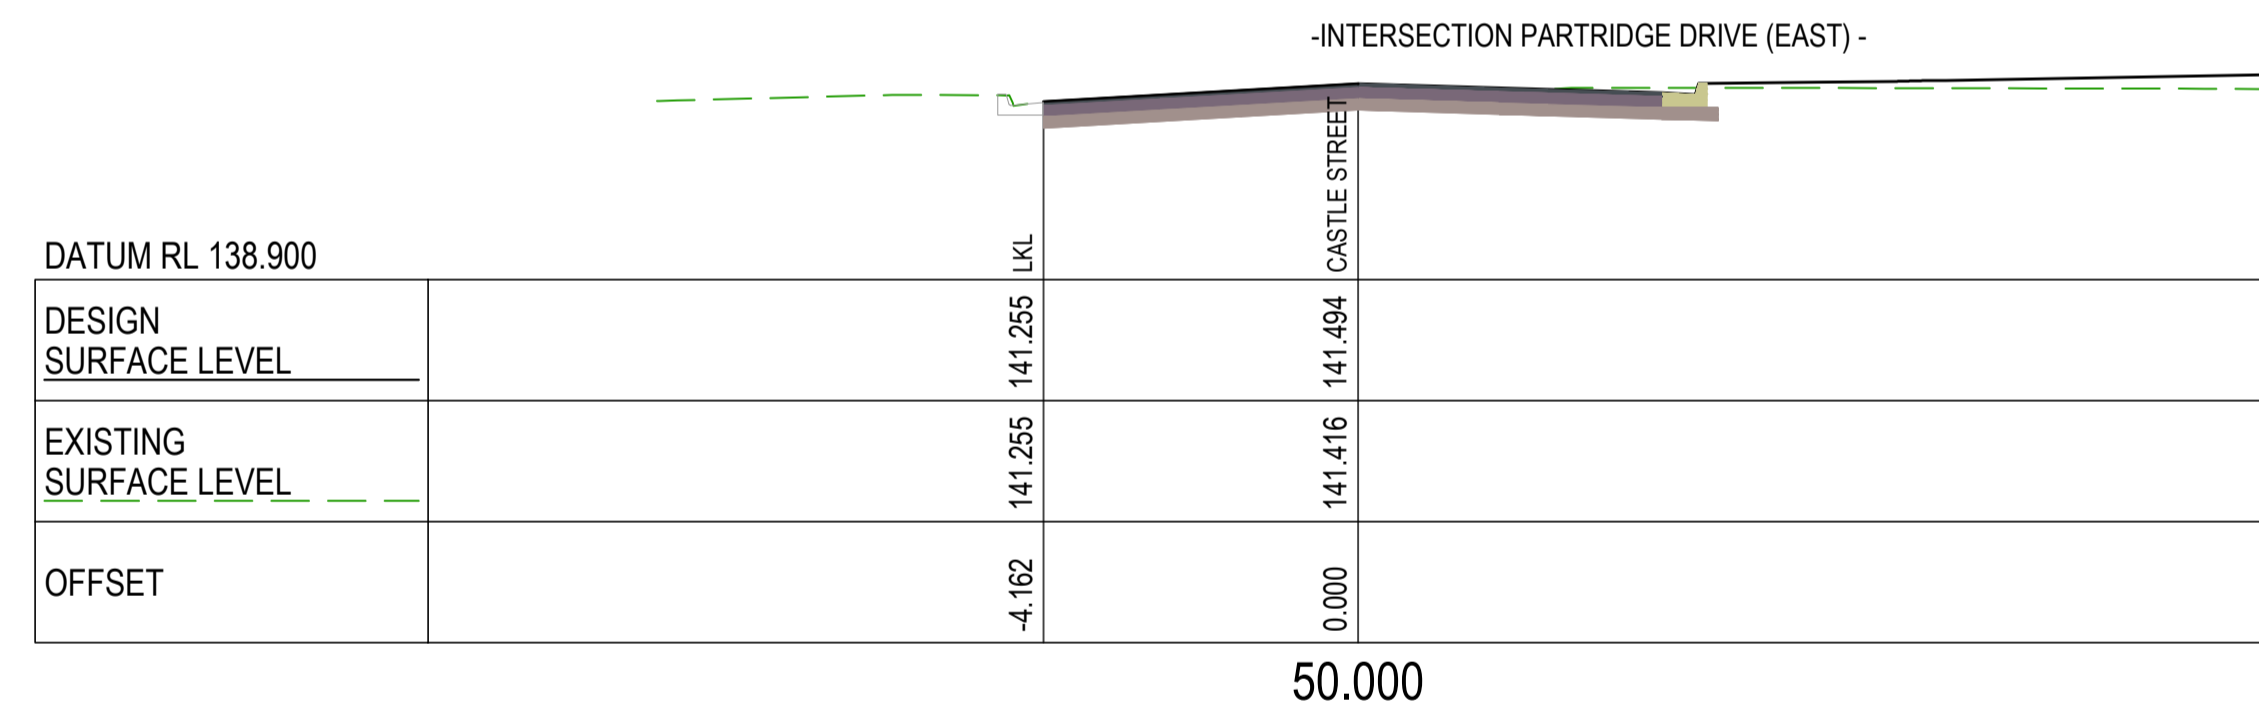 -INTERSECTION PARTRIDGE DRIVE (EAST) -
LKL
CASTLE STREET
DATUM RL 138.900
DESIGN
SURFACE LEVEL
141.255
141.494
EXISTING
SURFACE LEVEL
141.255
141.416
OFFSET
-4.162
0.000
50.000